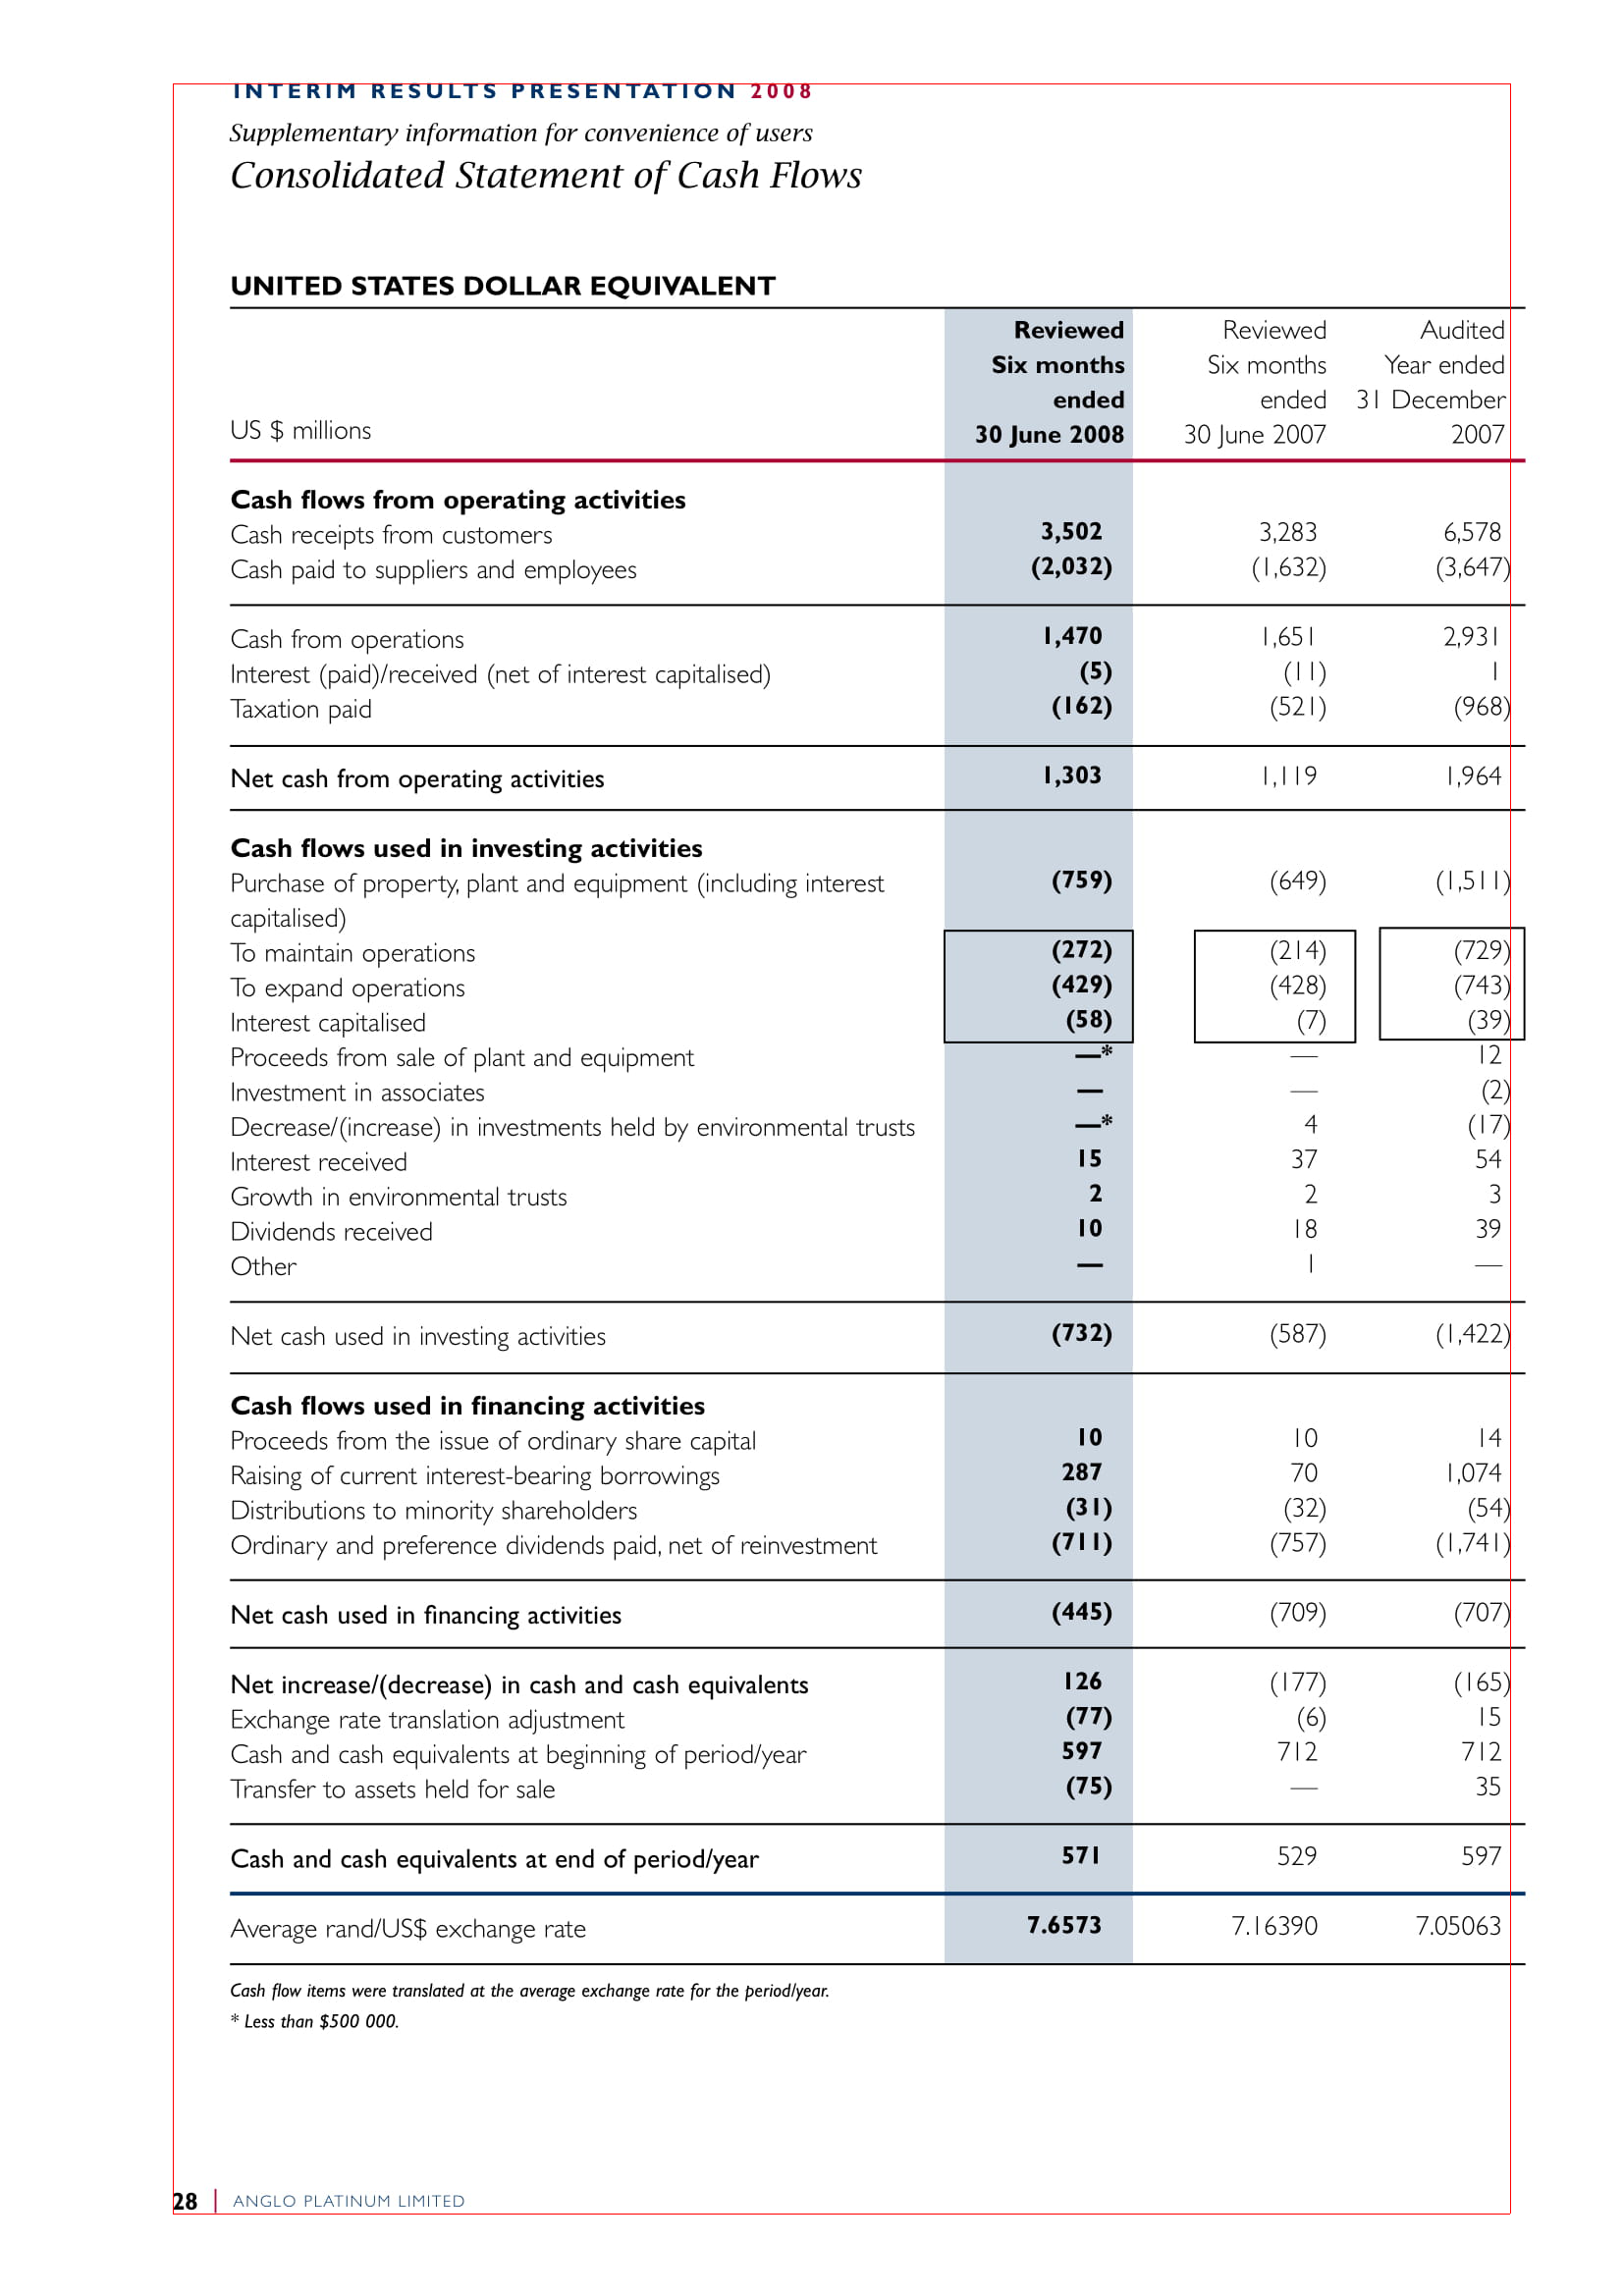 INTERIM RESULTS PRESENTATION 2008
Supplementary information for convenience of users
Consolidated Statement of Cash Flows
UNITED STATES DOLLAR EQUIVALENT
Reviewed Reviewed Audited
Six months Six months Year ended
ended ended 31 December
US $ millions 30 June 2008 30 June 2007 2007
Cash flows from operating activities
Cash receipts from customers 3,502 3,283 6,578
Cash paid to suppliers and employees (2,032) (1,632) (3,647)
Cash from operations 1,470 1,651 2,931
Interest (paid)/received (net of interest capitalised) (5) (11) 1
Taxation paid (162) (521) (968)
Net cash from operating activities 1,303 1,119 1,964
Cash flows used in investing activities
Purchase of property, plant and equipment (including interest (759) (649) (1,511)
capitalised)
To maintain operations (272) (214) (729)
To expand operations (429) (428) (743)
Interest capitalised (58) (7) (39)
Proceeds from sale of plant and equipment —* — 12
Investment in associates — — (2)
Decrease/(increase) in investments held by environmental trusts —* 4 (17)
Interest received 15 37 54
Growth in environmental trusts 2 2 3
Dividends received 10 18 39
Other — 1 —
Net cash used in investing activities (732) (587) (1,422)
Cash flows used in financing activities
Proceeds from the issue of ordinary share capital 10 10 14
Raising of current interest-bearing borrowings 287 70 1,074
Distributions to minority shareholders (31) (32) (54)
Ordinary and preference dividends paid, net of reinvestment (711) (757) (1,741)
Net cash used in financing activities (445) (709) (707)
Net increase/(decrease) in cash and cash equivalents 126 (177) (165)
Exchange rate translation adjustment (77) (6) 15
Cash and cash equivalents at beginning of period/year 597 712 712
Transfer to assets held for sale (75) — 35
Cash and cash equivalents at end of period/year 571 529 597
Average rand/US$ exchange rate 7.6573 7.16390 7.05063
Cash flow items were translated at the average exchange rate for the period/year.
* Less than $500 000.
28 ANGLO PLATINUM LIMITED